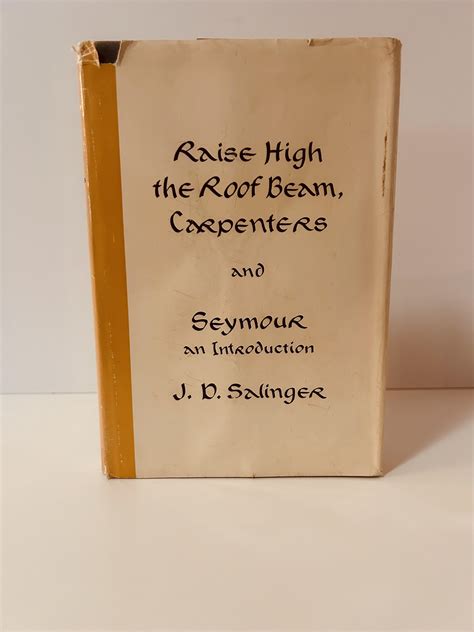 Raise High
the Roof Beam,
Carpenters
and
Seymour
an Introduction
J. D. Salinger